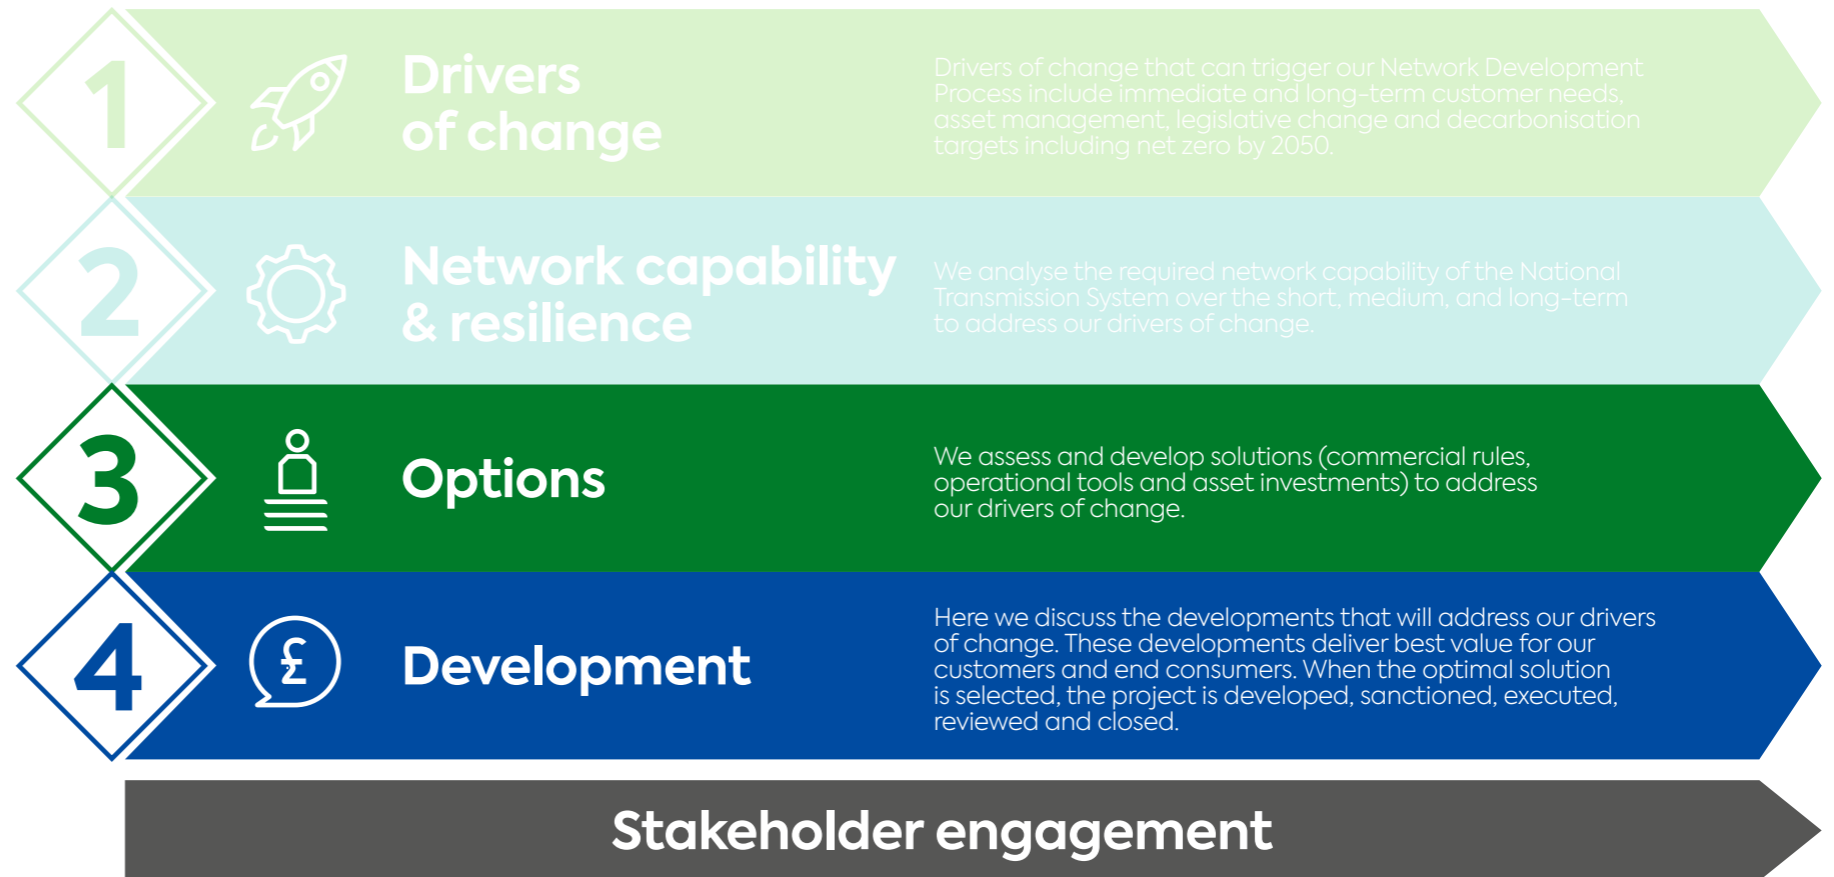 1
Drivers
of change
Drivers of change that can trigger our Network Development
Process include immediate and long-term customer needs,
asset management, legislative change and decarbonisation
targets including net zero by 2050.
2
Network capability
& resilience
We analyse the required network capability of the National
Transmission System over the short, medium, and long-term
to address our drivers of change.
3
Options
We assess and develop solutions (commercial rules,
operational tools and asset investments) to address
our drivers of change.
4
£
Development
Here we discuss the developments that will address our drivers
of change. These developments deliver best value for our
customers and end consumers. When the optimal solution
is selected, the project is developed, sanctioned, executed,
reviewed and closed.
Stakeholder engagement